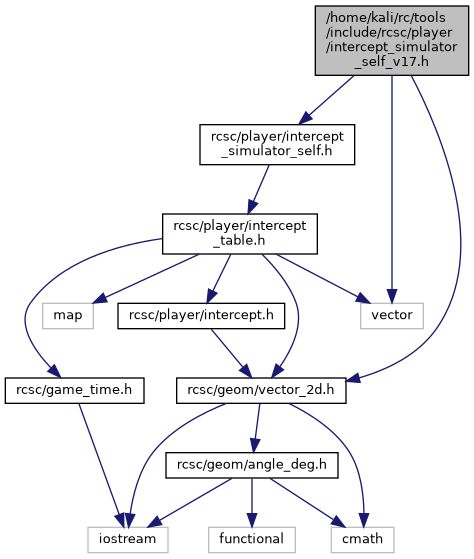 /home/kali/rc/tools
/include/rcsc/player
/intercept_simulator
_self_v17.h
rcsc/player/intercept
_simulator_self.h
rcsc/player/intercept
_table.h
map
rcsc/player/intercept.h
vector
rcsc/game_time.h
rcsc/geom/vector_2d.h
rcsc/geom/angle_deg.h
iostream
functional
cmath